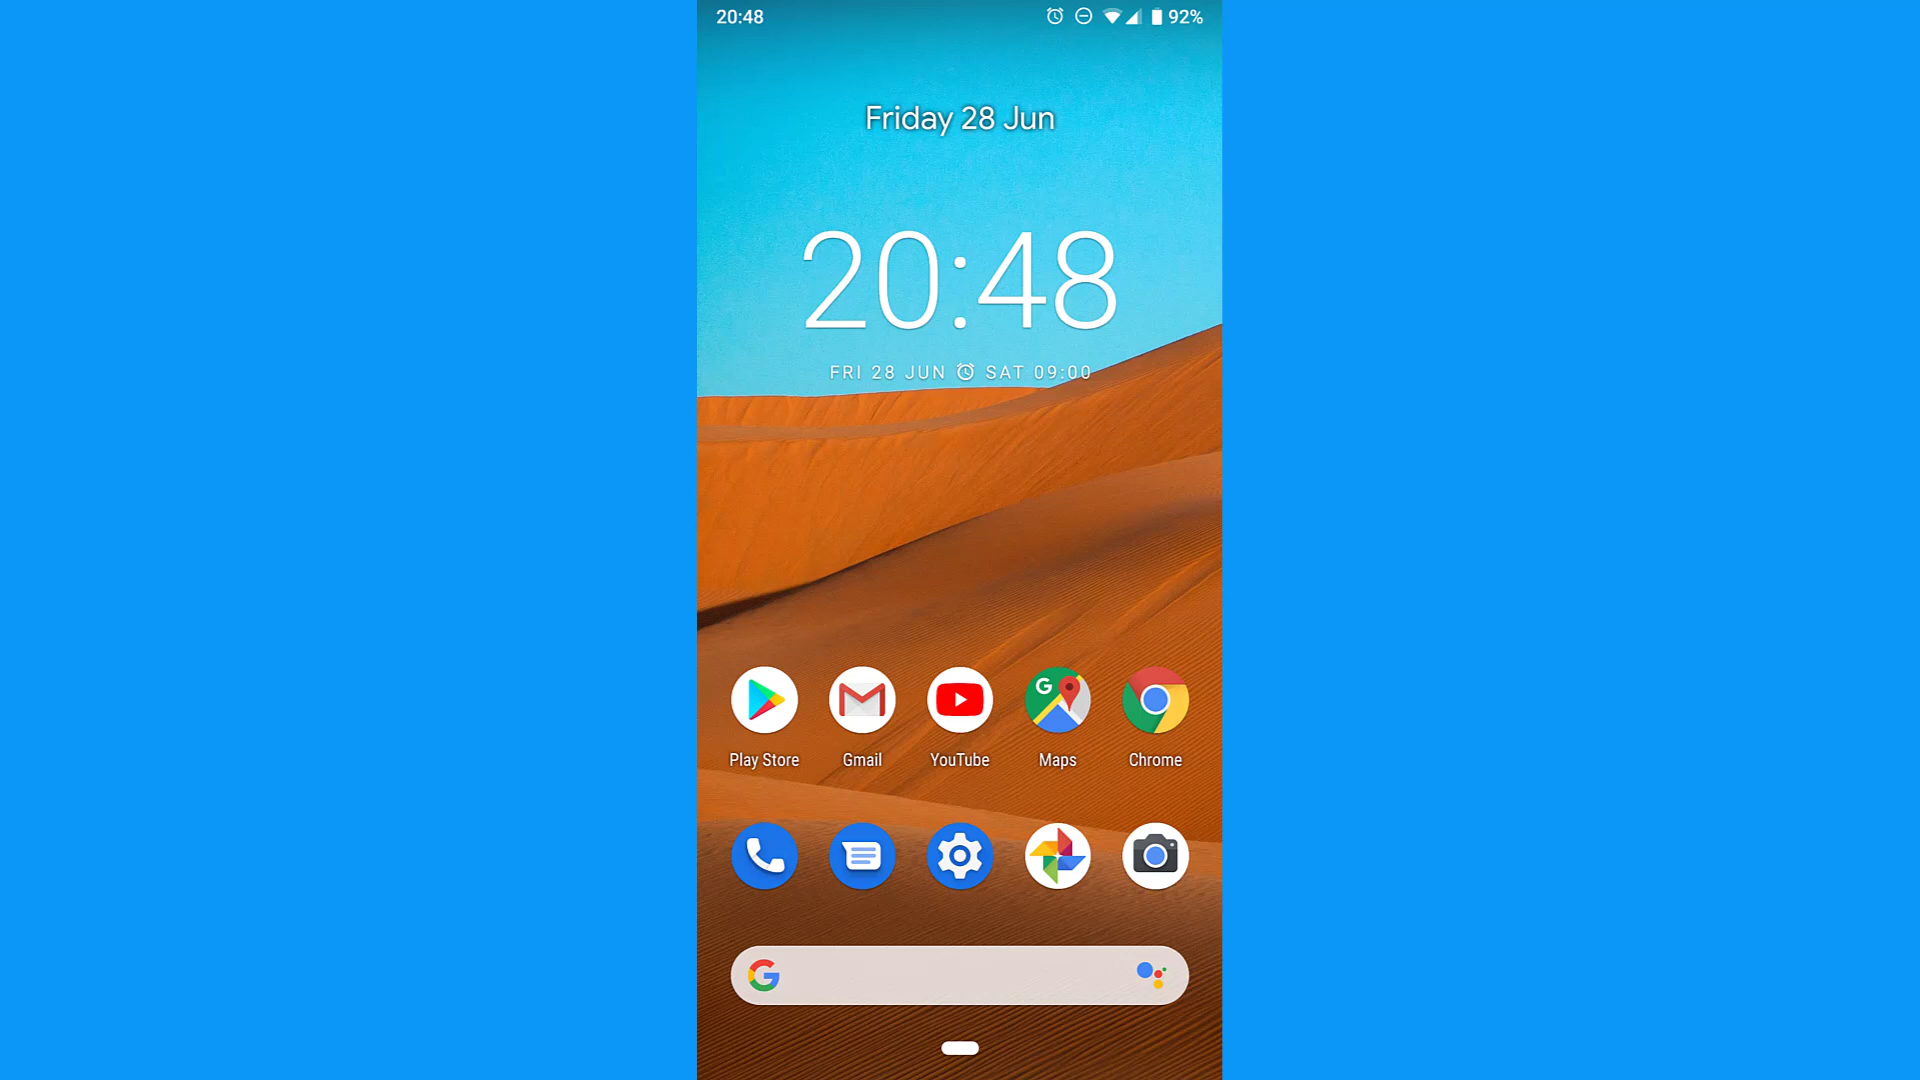 20:48 92%
Friday 28 Jun
20:48
FRI 28 JUN SAT 09:00
Play Store Gmail YouTube Maps Chrome